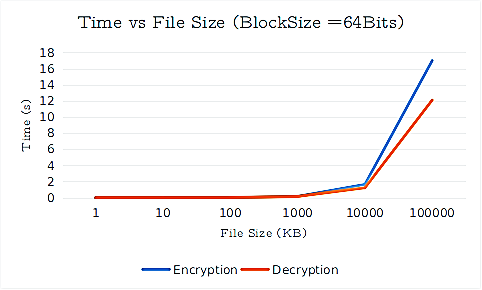 Time vs File Size (BlockSize =64Bits)
18
16
14
12
10
8
6
4
2
0
Time (s)
1 10 100 1000 10000 100000
File Size (KB)
Encryption Decryption